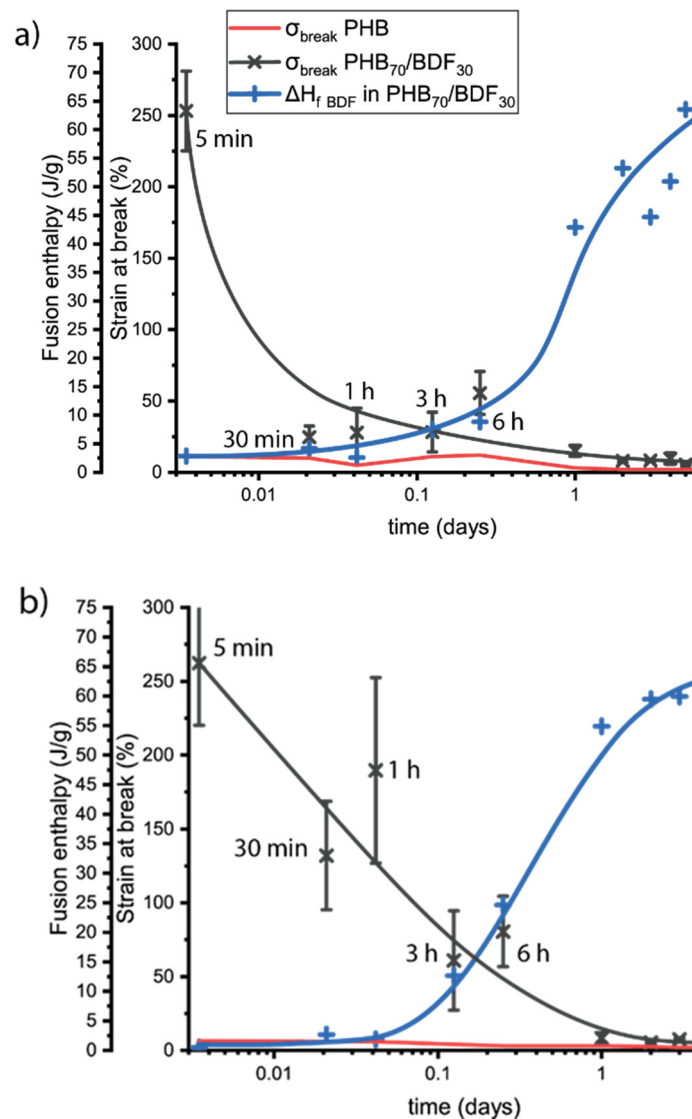 a)
σbreak PHB
σbreak PHB70/BDF30
ΔHf BDF in PHB70/BDF30
Fusion enthalpy (J/g)
75
70
65
60
55
50
45
40
35
30
25
20
15
10
5
0
Strain at break (%)
300
250
200
150
100
50
0
5 min
30 min
1 h
3 h
6 h
0.01
0.1
1
time (days)
b)
Fusion enthalpy (J/g)
75
70
65
60
55
50
45
40
35
30
25
20
15
10
5
0
Strain at break (%)
300
250
200
150
100
50
0
5 min
30 min
1 h
3 h
6 h
0.01
0.1
1
time (days)